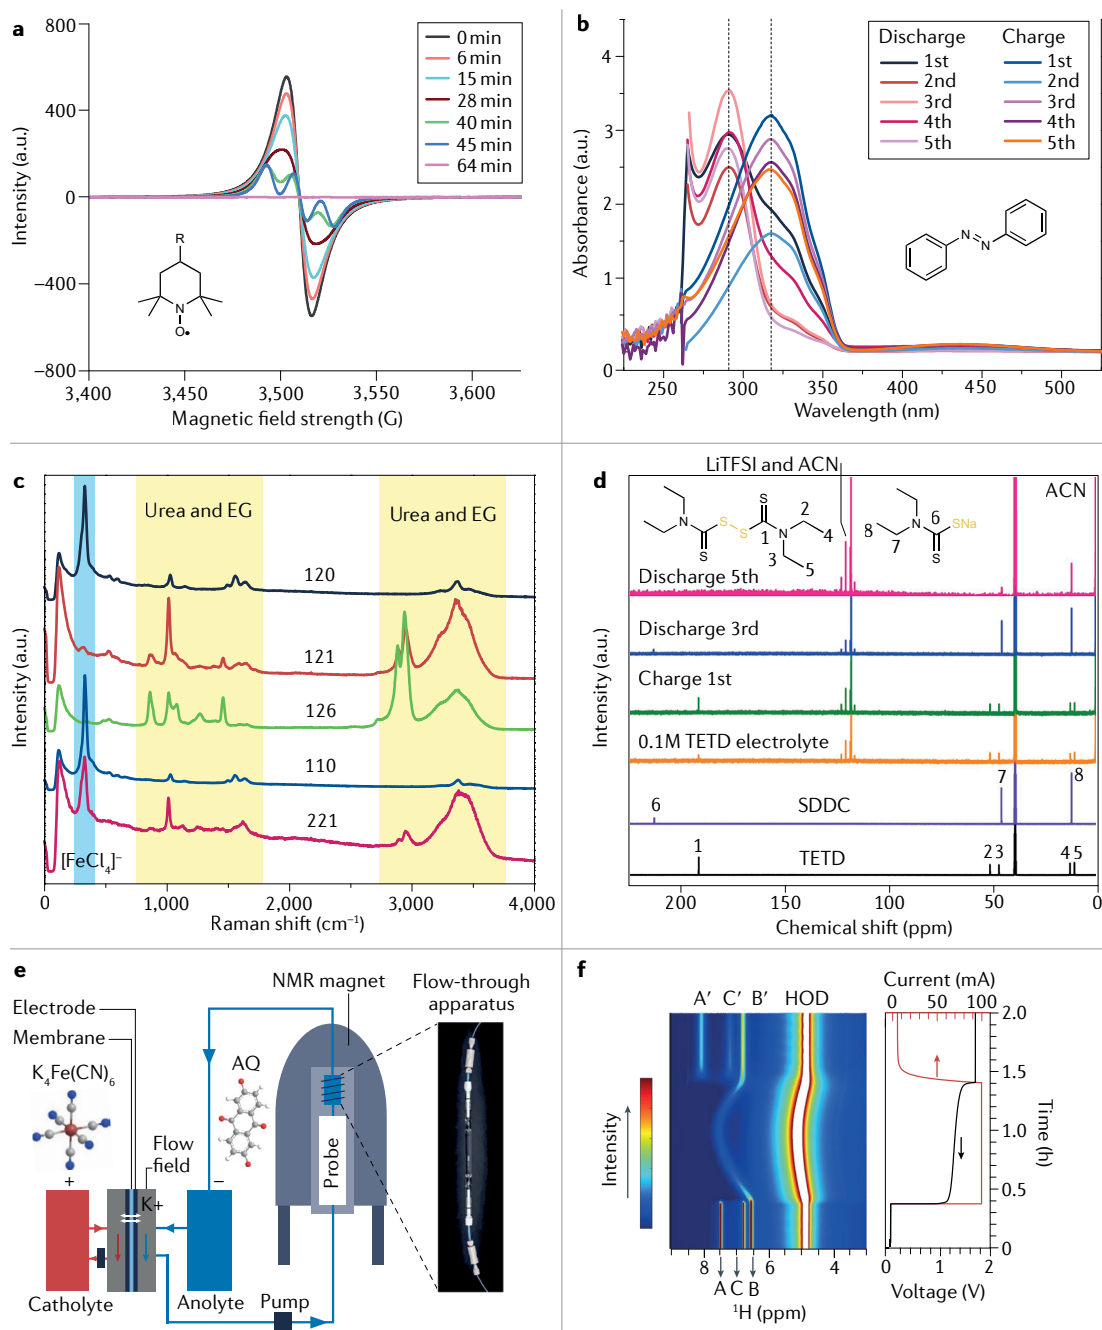 a
800
400
0
−400
−800
Intensity (a.u.)
3,400
3,450
3,500
3,550
3,600
Magnetic field strength (G)
0 min
6 min
15 min
28 min
40 min
45 min
64 min
R
N
O•
b
4
3
2
1
0
Absorbance (a.u.)
250
300
350
400
450
500
Wavelength (nm)
Discharge
Charge
1st
1st
2nd
2nd
3rd
3rd
4th
4th
5th
5th
N
N
c
Urea and EG
Urea and EG
120
121
126
110
221
[FeCl4]−
Intensity (a.u.)
0
1,000
2,000
3,000
4,000
Raman shift (cm−1)
d
LiTFSI and ACN
ACN
S
N
S
S
S
N
1
2
3
4
5
N
S
SNa
6
7
8
Discharge 5th
Discharge 3rd
Charge 1st
0.1M TETD electrolyte
7
8
6
SDDC
1
2 3
4 5
TETD
Intensity (a.u.)
200
150
100
50
0
Chemical shift (ppm)
e
NMR magnet
Flow-through
apparatus
Electrode
Membrane
K4Fe(CN)6
AQ
Flow
field
Probe
+
K+
−
Catholyte
Anolyte
Pump
f
A′
C′
B′
HOD
Current (mA)
0
50
100
Intensity
2.0
1.5
1.0
0.5
0
Time (h)
8
6
4
A
C
B
1H (ppm)
0
1
2
Voltage (V)